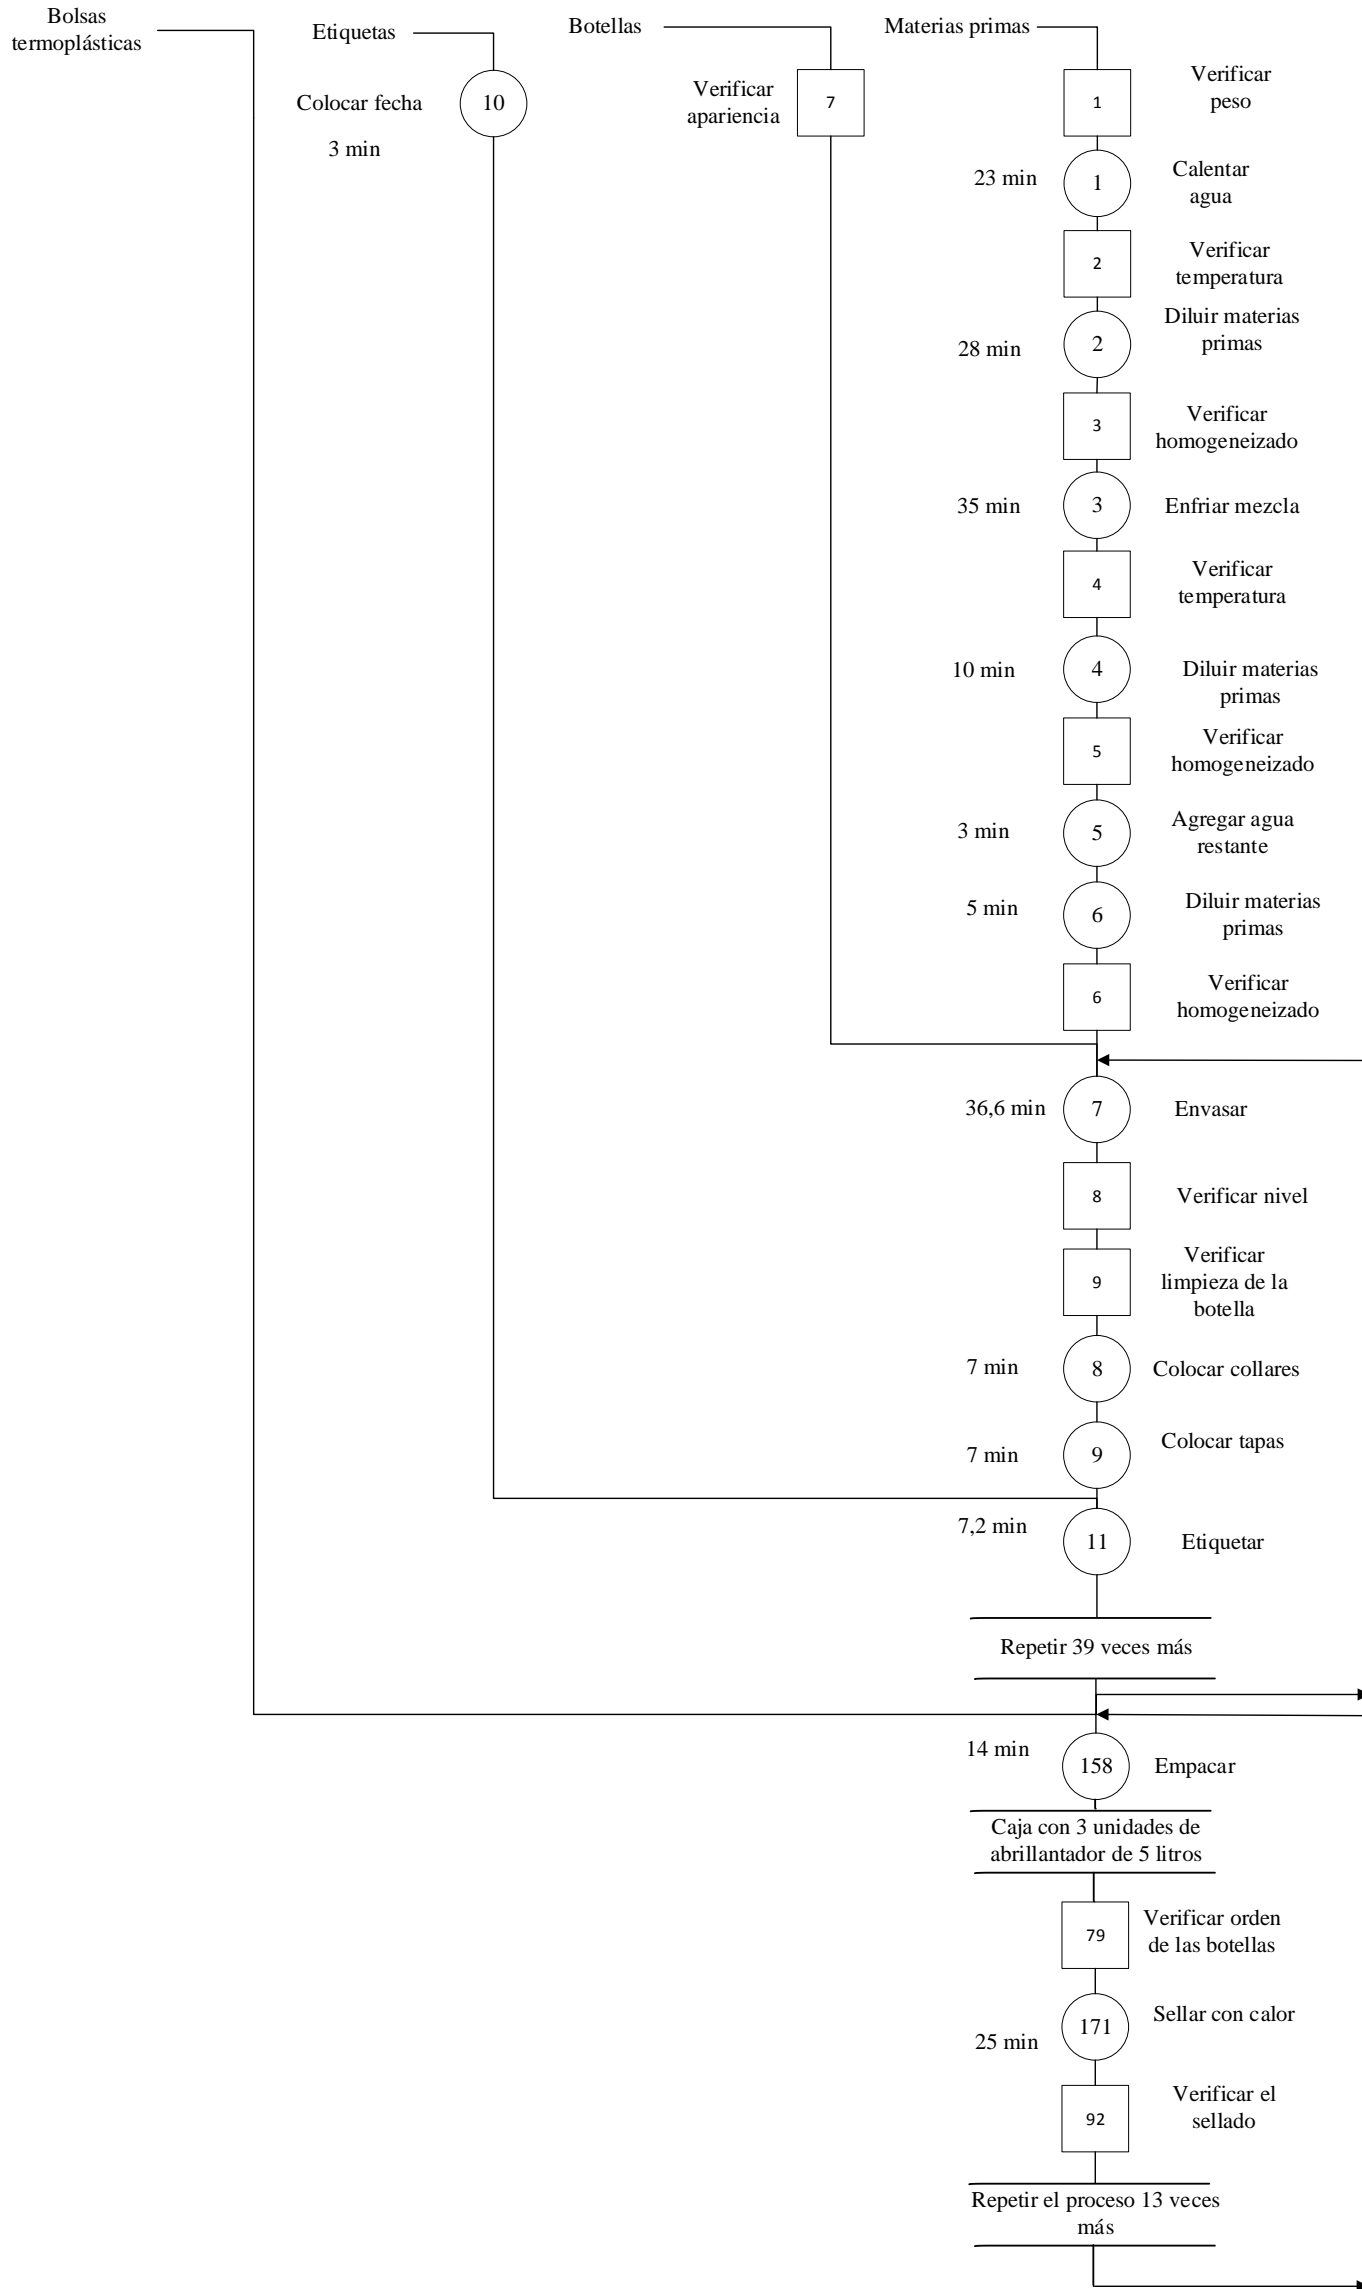 Bolsas
termoplásticas
Etiquetas
Botellas
Materias primas
Colocar fecha
10
3 min
Verificar
apariencia
7
1
Verificar
peso
23 min
1
Calentar
agua
2
Verificar
temperatura
28 min
2
Diluir materias
primas
3
Verificar
homogeneizado
35 min
3
Enfriar mezcla
4
Verificar
temperatura
10 min
4
Diluir materias
primas
5
Verificar
homogeneizado
3 min
5
Agregar agua
restante
5 min
6
Diluir materias
primas
6
Verificar
homogeneizado
36,6 min
7
Envasar
8
Verificar nivel
9
Verificar
limpieza de la
botella
7 min
8
Colocar collares
7 min
9
Colocar tapas
7,2 min
11
Etiquetar
Repetir 39 veces más
14 min
158
Empacar
Caja con 3 unidades de
abrillantador de 5 litros
79
Verificar orden
de las botellas
25 min
171
Sellar con calor
92
Verificar el
sellado
Repetir el proceso 13 veces
más